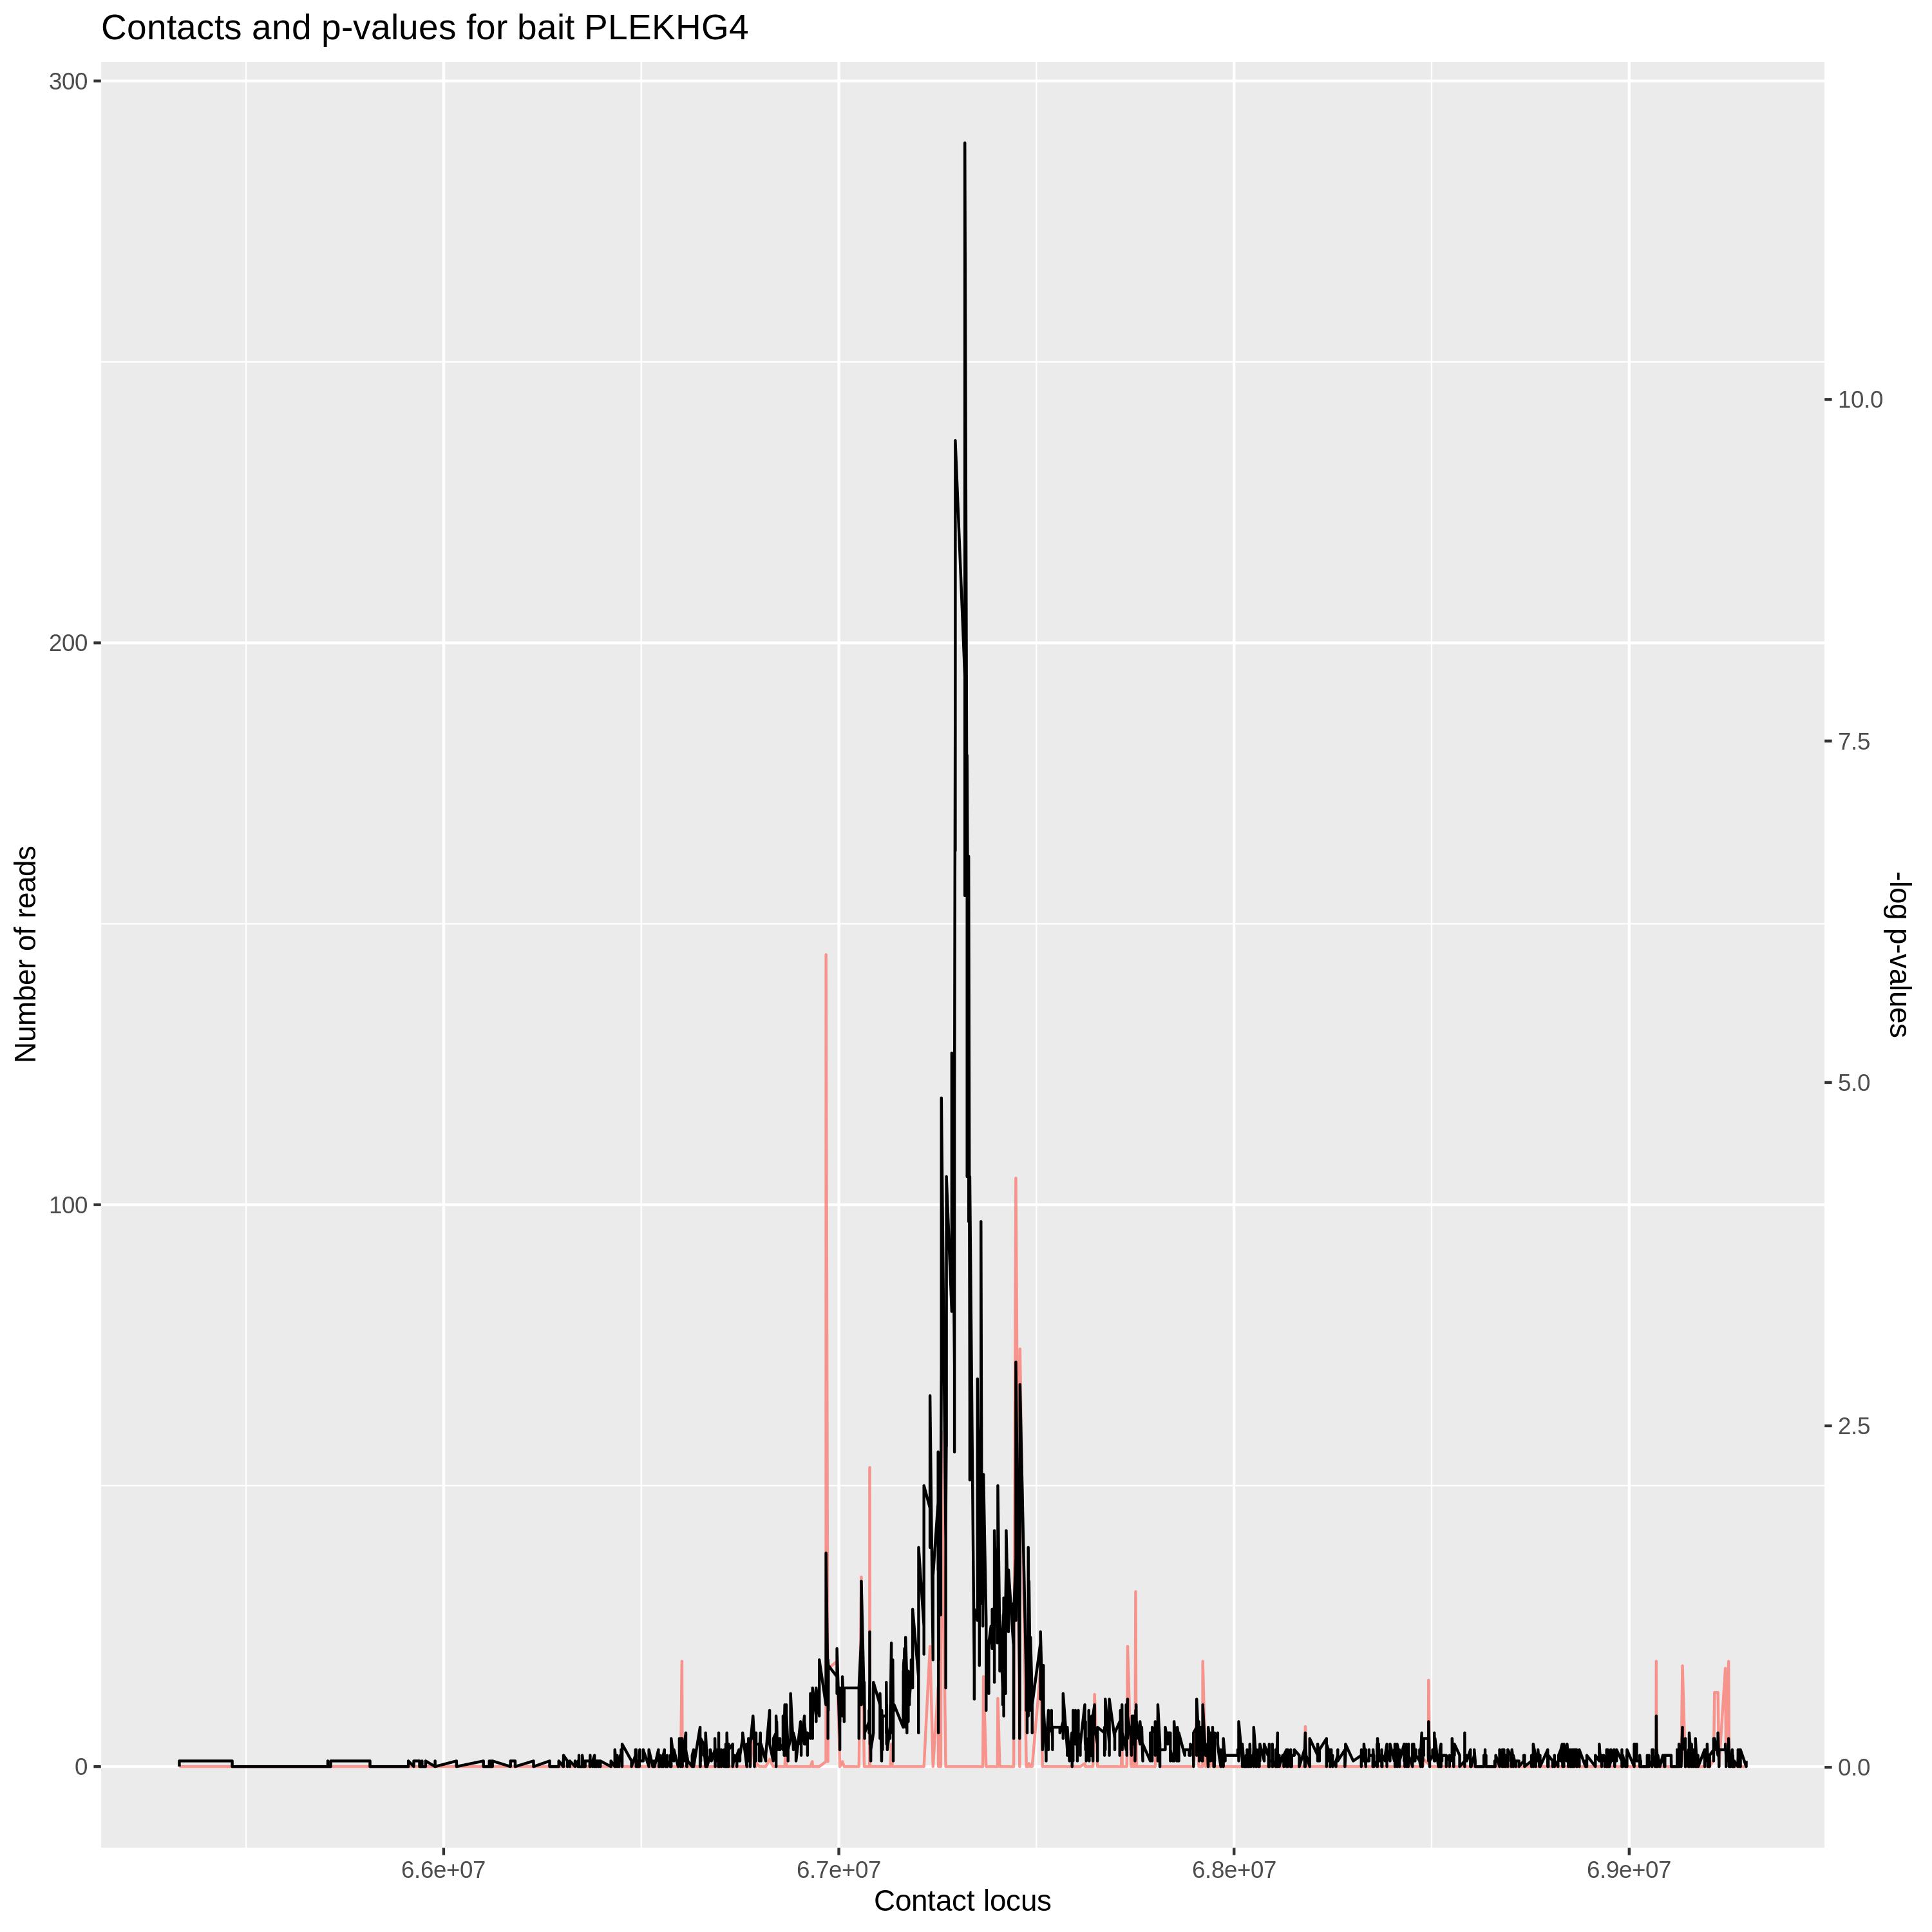 Contacts and p-values for bait PLEKHG4
300
200
100
0
Number of reads
10.0
7.5
5.0
2.5
0.0
-log p-values
6.6e+07
6.7e+07
6.8e+07
6.9e+07
Contact locus